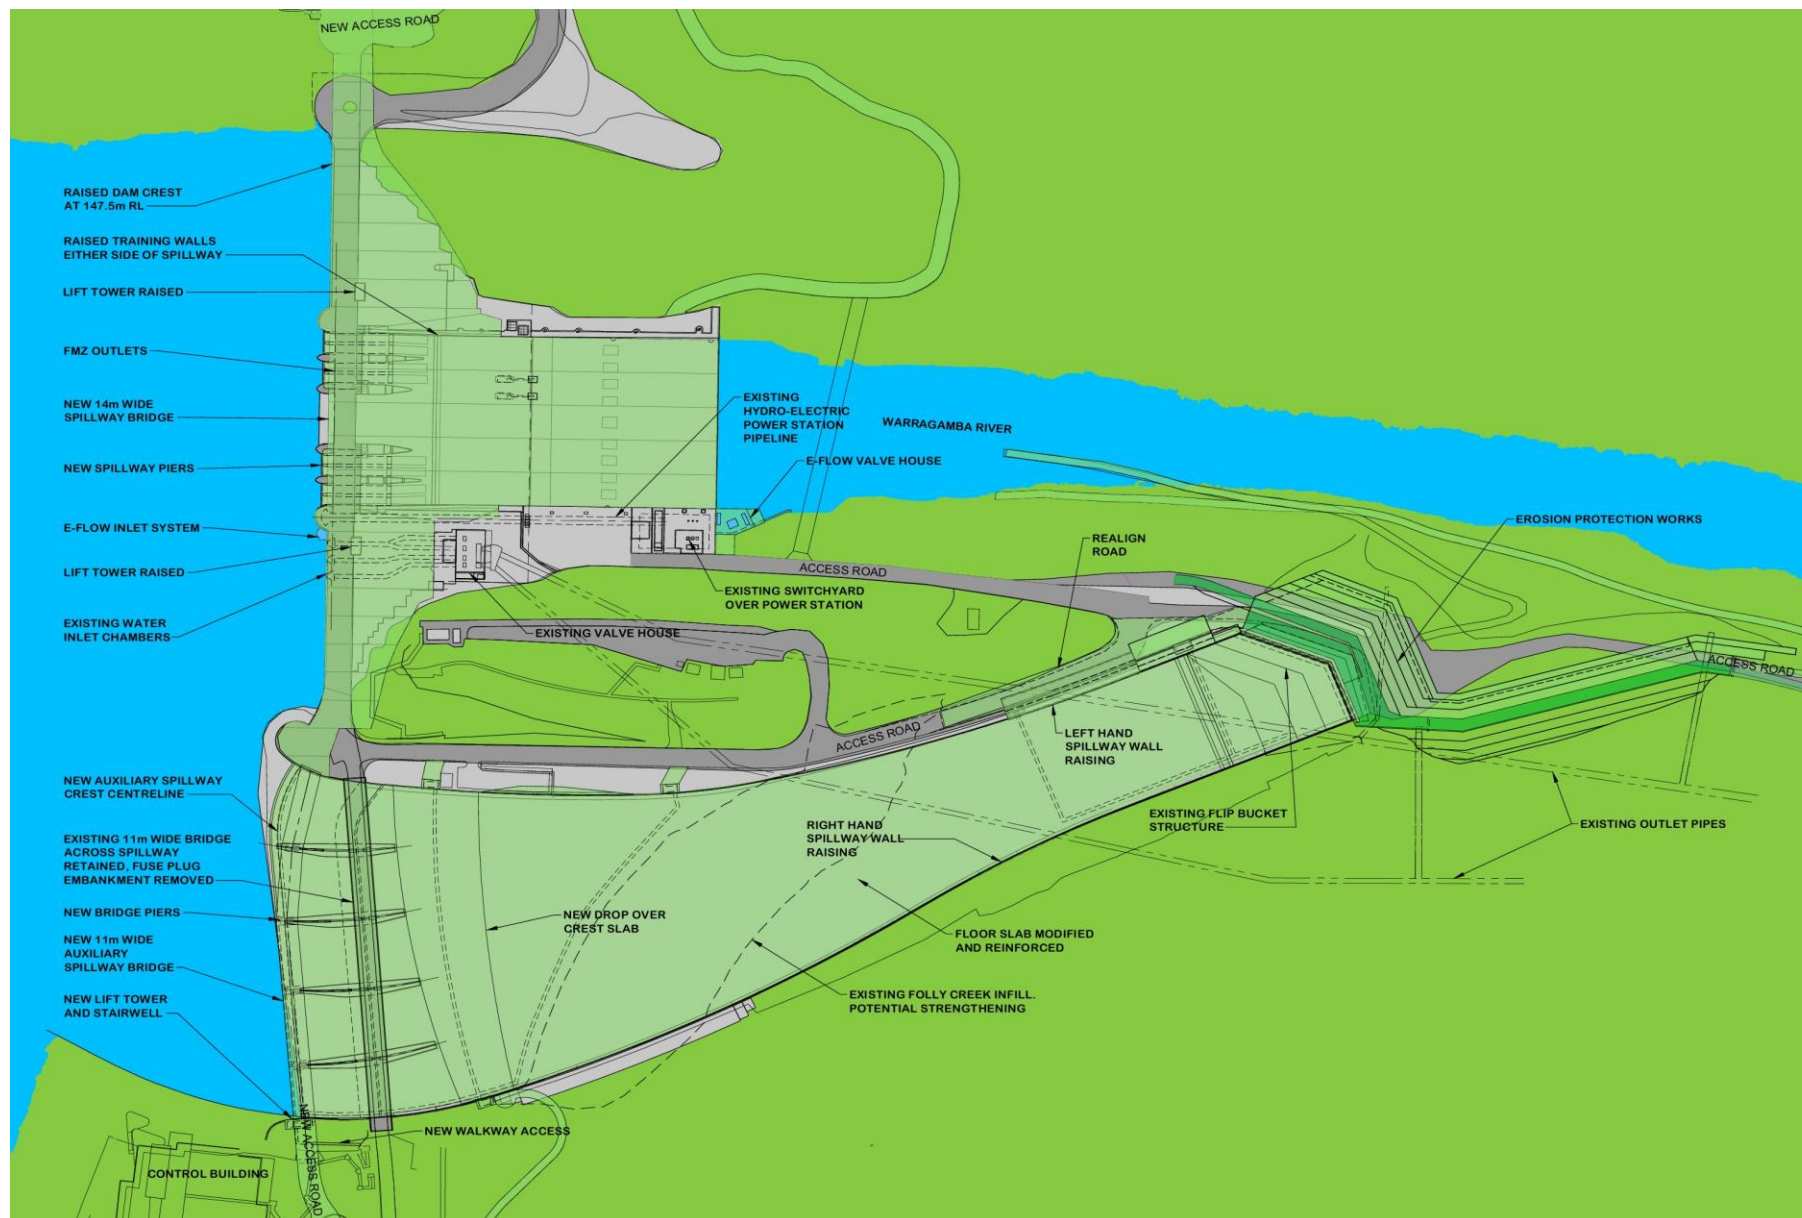 NEW ACCESS ROAD
RAISED DAM CREST
AT 147.5m RL
RAISED TRAINING WALLS
EITHER SIDE OF SPILLWAY
LIFT TOWER RAISED
FMZ OUTLETS
NEW 14m WIDE
SPILLWAY BRIDGE
NEW SPILLWAY PIERS
E-FLOW INLET SYSTEM
LIFT TOWER RAISED
EXISTING WATER
INLET CHAMBERS
EXISTING
HYDRO-ELECTRIC
POWER STATION
PIPELINE
WARRAGAMBA RIVER
E-FLOW VALVE HOUSE
EROSION PROTECTION WORKS
REALIGN
ROAD
ACCESS ROAD
EXISTING SWITCHYARD
OVER POWER STATION
EXISTING VALVE HOUSE
ACCESS ROAD
ACCESS ROAD
LEFT HAND
SPILLWAY WALL
RAISING
NEW AUXILIARY SPILLWAY
CREST CENTRELINE
EXISTING 11m WIDE BRIDGE
ACROSS SPILLWAY
RETAINED, FUSE PLUG
EMBANKMENT REMOVED
NEW BRIDGE PIERS
NEW 11m WIDE
AUXILIARY
SPILLWAY BRIDGE
NEW LIFT TOWER
AND STAIRWELL
RIGHT HAND
SPILLWAY WALL
RAISING
EXISTING FLIP BUCKET
STRUCTURE
EXISTING OUTLET PIPES
NEW DROP OVER
CREST SLAB
FLOOR SLAB MODIFIED
AND REINFORCED
EXISTING FOLLY CREEK INFILL.
POTENTIAL STRENGTHENING
NEW WALKWAY ACCESS
CONTROL BUILDING
NEW ACCESS ROAD